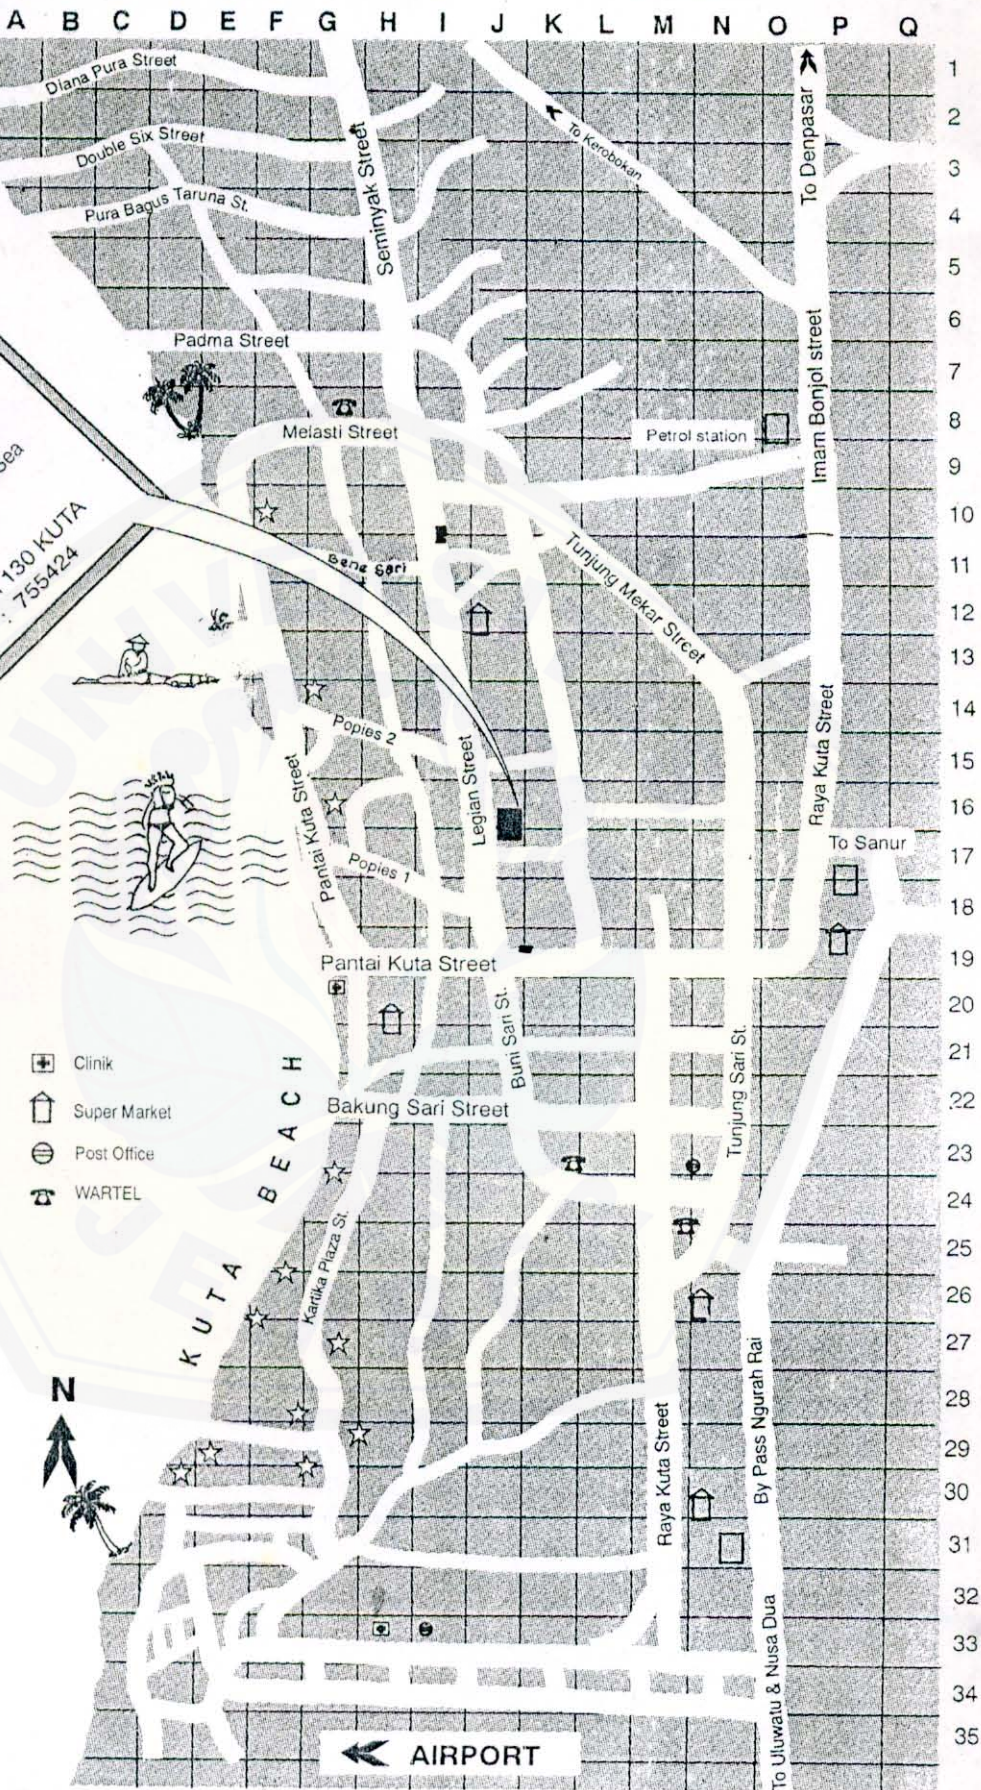 A B C D E F G H I J K L M N O P Q
1
2
3
4
5
6
7
8
9
10
11
12
13
14
15
16
17
18
19
20
21
22
23
24
25
26
27
28
29
30
31
32
33
34
35
Diana Pura Street
Double Six Street
Pura Bagus Taruna St.
Seminyak Street
To Kerobokan
To Denpasar
Padma Street
Imam Bonjol street
Melasti Street
Petrol station
Sea
130 KUTA
755424
Bene Sari
Tunjung Mekar Street
Popies 2
Pantai Kuta Street
Legian Street
Raya Kuta Street
Popies 1
To Sanur
Pantai Kuta Street
Buni Sari St.
Tunjung Sari St.
Bakung Sari Street
Clinik
Super Market
Post Office
WARTEL
KUTA BEACH
Kartika Plaza St.
N
Raya Kuta Street
By Pass Ngurah Rai
To Uluwatu & Nusa Dua
AIRPORT